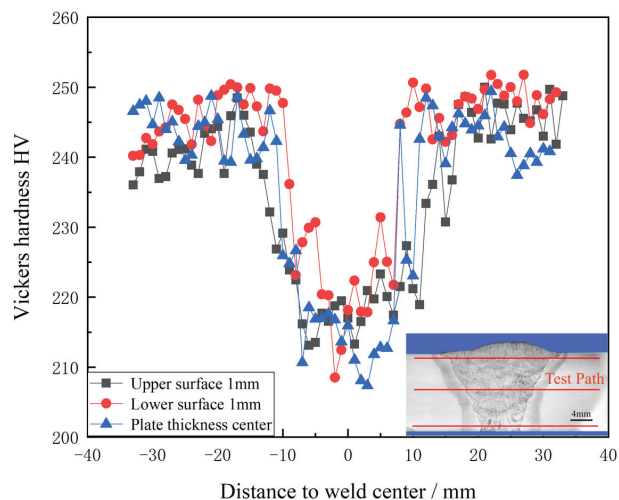 260
250
240
230
220
210
200
Vickers hardness HV
Upper surface 1mm
Lower surface 1mm
Plate thickness center
Test Path
4mm
−40 −30 −20 −10 0 10 20 30 40
Distance to weld center / mm